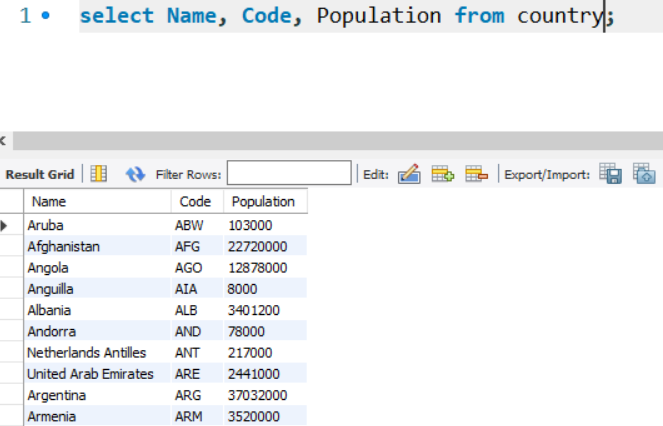 1 select Name, Code, Population from country;
Result Grid Filter Rows: Edit: Export/Import:
Name Code Population
Aruba ABW 103000
Afghanistan AFG 22720000
Angola AGO 12878000
Anguilla AIA 8000
Albania ALB 3401200
Andorra AND 78000
Netherlands Antilles ANT 217000
United Arab Emirates ARE 2441000
Argentina ARG 37032000
Armenia ARM 3520000